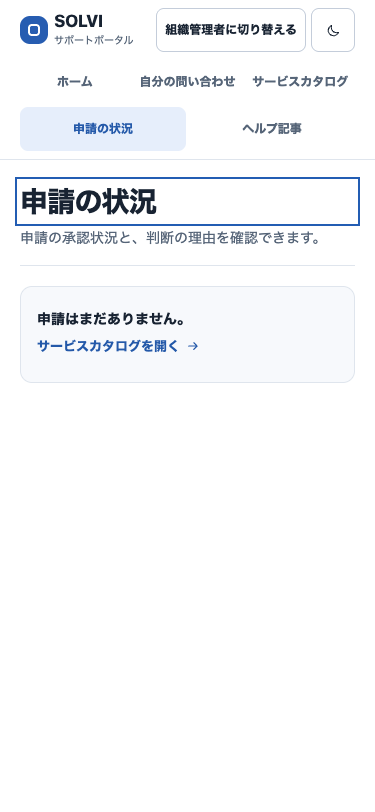 SOLVI
サポートポータル
組織管理者に切り替える
ホーム
自分の問い合わせ
サービスカタログ
申請の状況
ヘルプ記事
申請の状況
申請の承認状況と、判断の理由を確認できます。
申請はまだありません。
サービスカタログを開く →